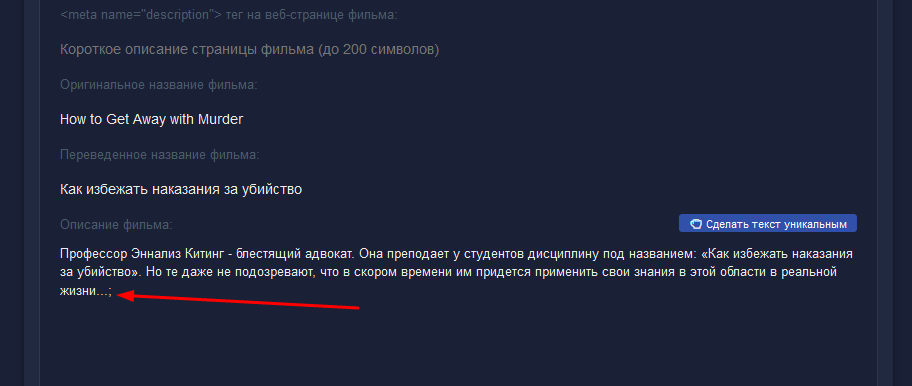 <meta name="description"> тег на веб-странице фильма:
Короткое описание страницы фильма (до 200 символов)
Оригинальное название фильма:
How to Get Away with Murder
Переведенное название фильма:
Как избежать наказания за убийство
Описание фильма:
Сделать текст уникальным
Профессор Эннализ Китинг - блестящий адвокат. Она преподает у студентов дисциплину под названием: «Как избежать наказания
за убийство». Но те даже не подозревают, что в скором времени им придется применить свои знания в этой области в реальной
жизни...;